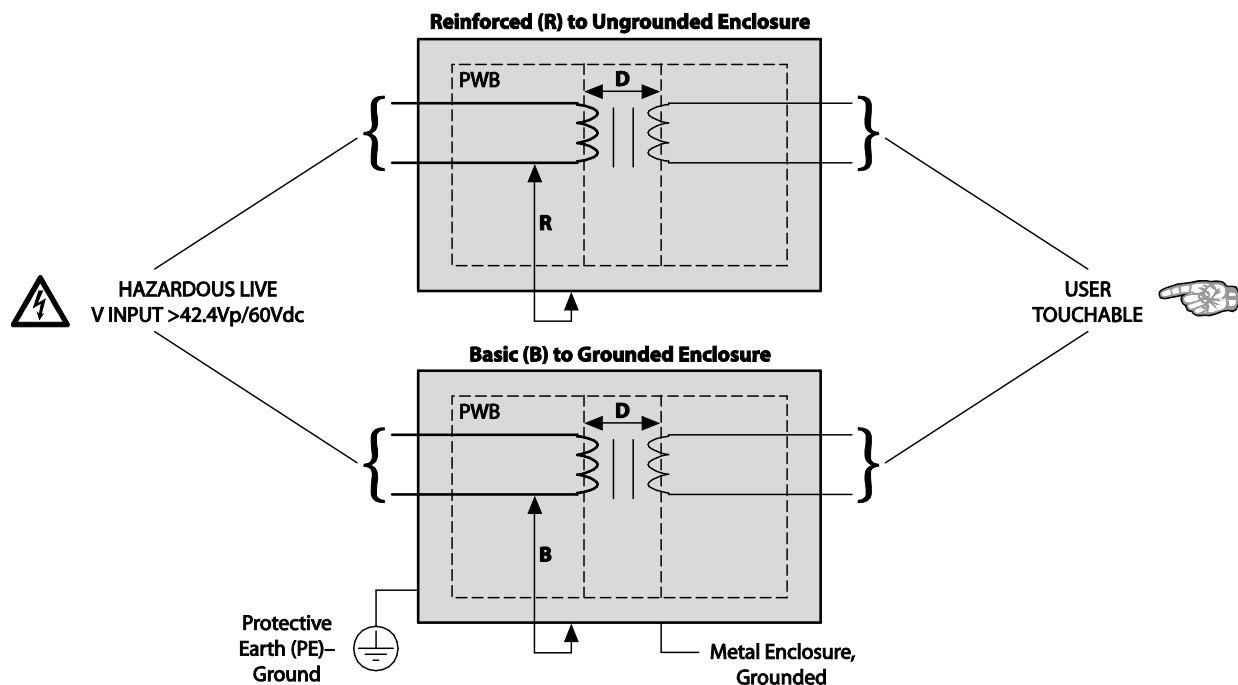 Reinforced (R) to Ungrounded Enclosure
PWB
D
R
HAZARDOUS LIVE
V INPUT >42.4Vp/60Vdc
USER
TOUCHABLE
Basic (B) to Grounded Enclosure
PWB
D
B
Protective
Earth (PE)–
Ground
Metal Enclosure,
Grounded